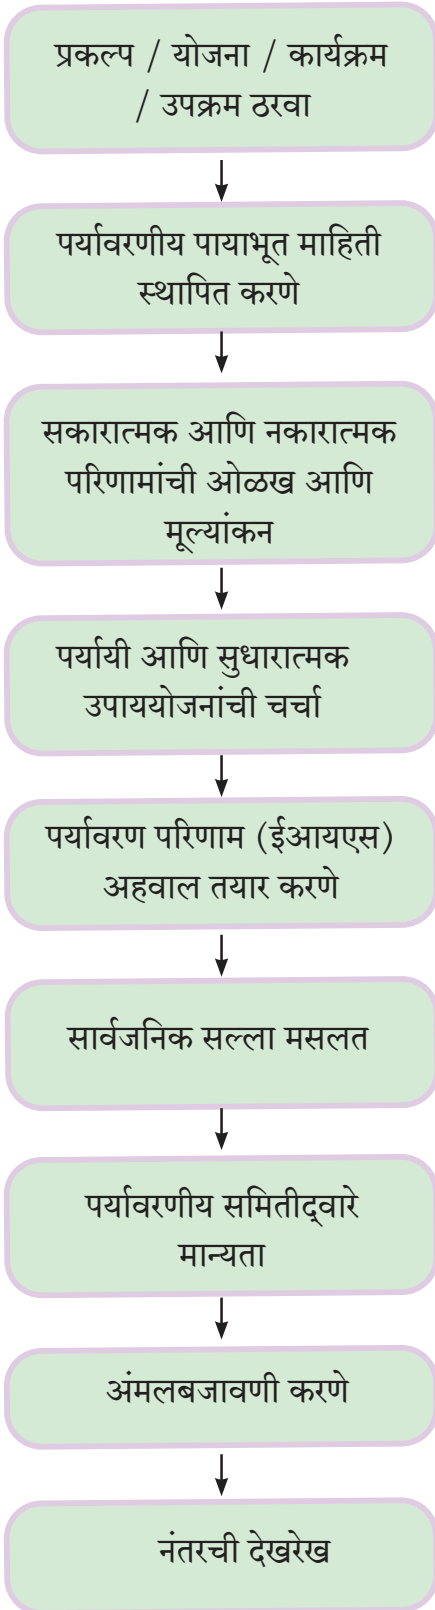 प्रकल्प / योजना / कार्यक्रम
/ उपक्रम ठरवा
पर्यावरणीय पायाभूत माहिती
स्थापित करणे
सकारात्मक आणि नकारात्मक
परिणामांची ओळख आणि
मूल्यांकन
पर्यायी आणि सुधारात्मक
उपाययोजनांची चर्चा
पर्यावरण परिणाम (ईआयएस)
अहवाल तयार करणे
सार्वजनिक सल्ला मसलत
पर्यावरणीय समितीद्‌वारे
मान्यता
अंमलबजावणी करणे
नंतरची देखरेख